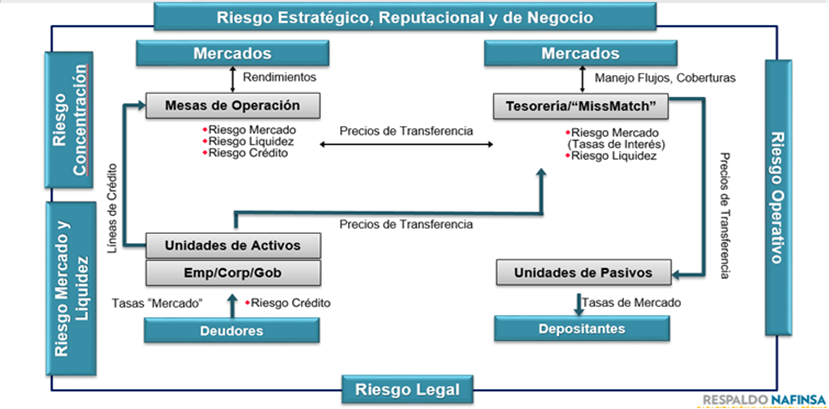 Riesgo Estratégico, Reputacional y de Negocio
Mercados
Mercados
Rendimientos
Manejo Flujos, Coberturas
Riesgo
Concentración
Mesas de Operación
Tesorería/“MissMatch”
Riesgo Mercado
Riesgo Liquidez
Riesgo Crédito
Precios de Transferencia
Riesgo Mercado
(Tasas de Interés)
Riesgo Liquidez
Precios de Transferencia
Riesgo Operativo
Líneas de Crédito
Precios de Transferencia
Riesgo Mercado y
Liquidez
Unidades de Activos
Emp/Corp/Gob
Unidades de Pasivos
Tasas “Mercado”
Riesgo Crédito
Tasas de Mercado
Deudores
Depositantes
Riesgo Legal
RESPALDO NAFINSA